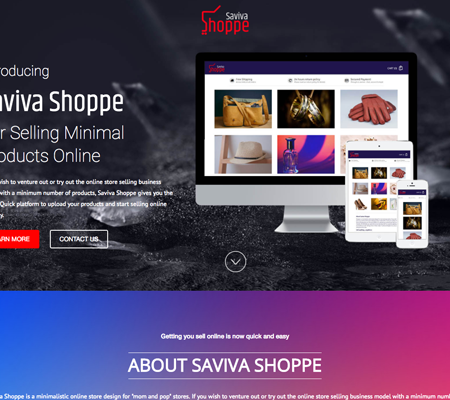 Saviva
Shoppe
roducing
aviva Shoppe
r Selling Minimal
oducts Online
wish to venture out or try out the online store selling business
with a minimum number of products, Saviva Shoppe gives you the
Quick platform to upload your products and start selling online
y.
ARN MORE
CONTACT US
Getting you sell online is now quick and easy
ABOUT SAVIVA SHOPPE
a Shoppe is a minimalistic online store design for "mom and pop" stores. If you wish to venture out or try out the online store selling business model with a minimum num